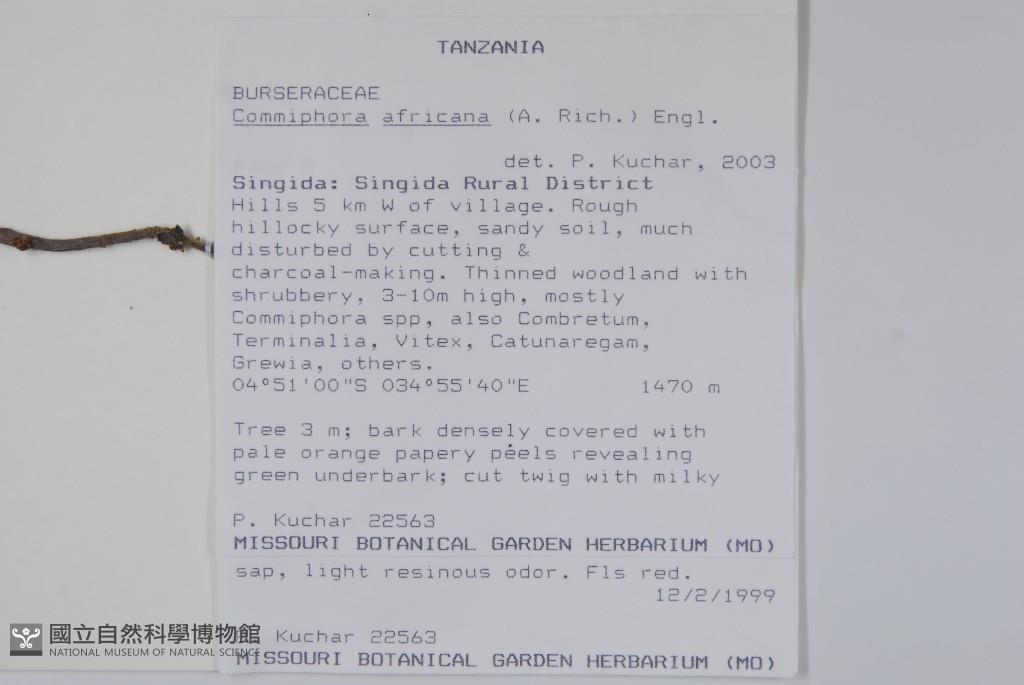 TANZANIA
BURSERACEAE
Commiphora africana (A. Rich.) Engl.
det. P. Kuchar, 2003
Singida: Singida Rural District
Hills 5 km W of village. Rough
hillocky surface, sandy soil, much
disturbed by cutting &
charcoal-making. Thinned woodland with
shrubbery, 3-10m high, mostly
Commiphora spp, also Combretum,
Terminalia, Vitex, Catunaregam,
Grewia, others.
04°51'00"S 034°55'40"E 1470 m
Tree 3 m; bark densely covered with
pale orange papery peels revealing
green underbark; cut twig with milky
P. Kuchar 22563
MISSOURI BOTANICAL GARDEN HERBARIUM (MO)
sap, light resinous odor. Fls red.
12/2/1999
Kuchar 22563
MISSOURI BOTANICAL GARDEN HERBARIUM (MO)
國立自然科學博物館
NATIONAL MUSEUM OF NATURAL SCIENCE